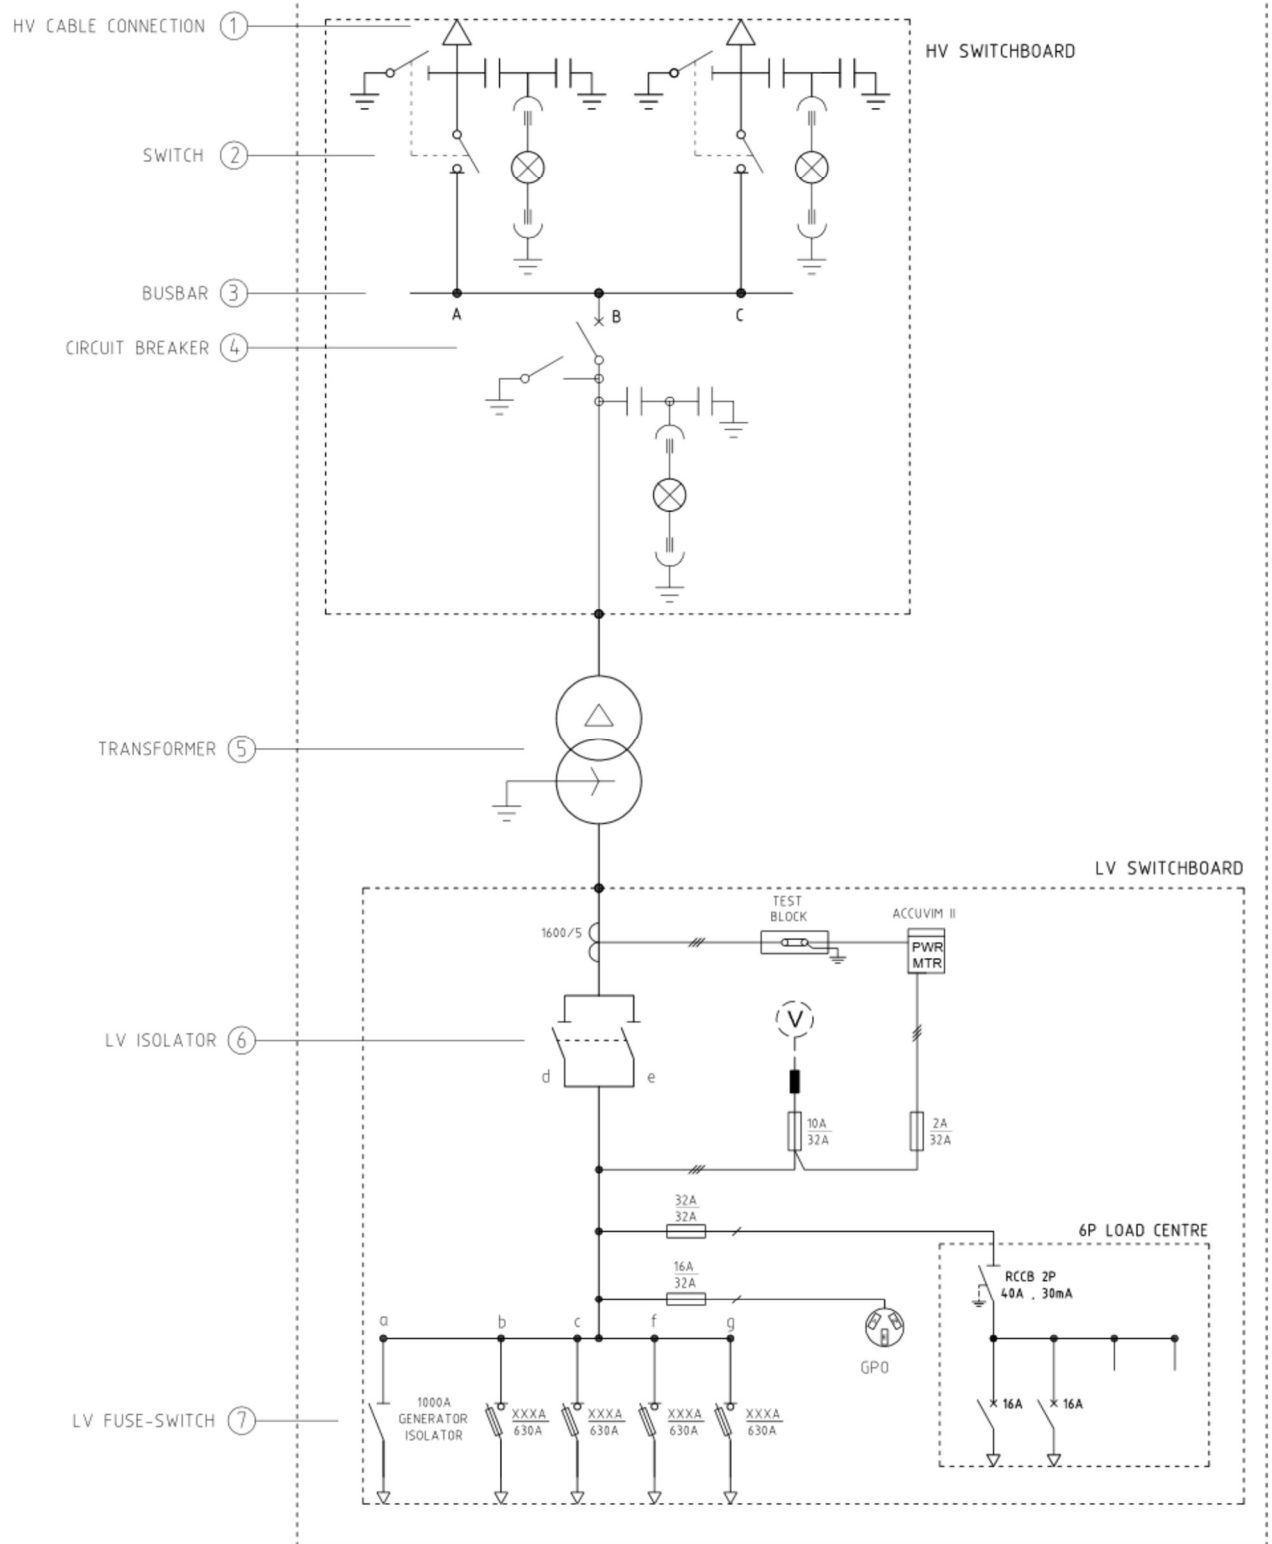 HV CABLE CONNECTION 1
HV SWITCHBOARD
SWITCH 2
BUSBAR 3
A
B
C
CIRCUIT BREAKER 4
TRANSFORMER 5
LV SWITCHBOARD
TEST
BLOCK
ACCUVIM II
1600/5
PWR
MTR
V
LV ISOLATOR 6
d
e
10A
32A
2A
32A
32A
32A
6P LOAD CENTRE
16A
32A
RCCB 2P
40A , 30mA
a
b
c
f
g
GPO
LV FUSE-SWITCH 7
1000A
GENERATOR
ISOLATOR
XXXA
630A
XXXA
630A
XXXA
630A
XXXA
630A
16A
16A